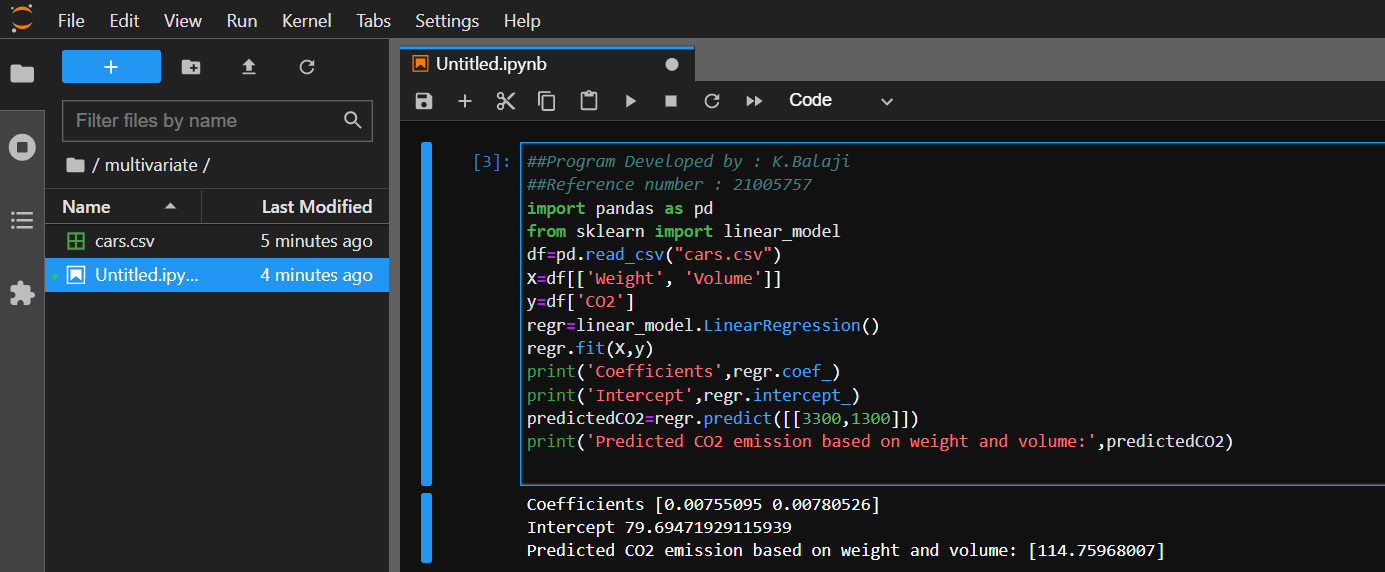 File Edit View Run Kernel Tabs Settings Help
Filter files by name
/ multivariate /
Name Last Modified
cars.csv 5 minutes ago
Untitled.ipy... 4 minutes ago
Untitled.ipynb
Code
[3]:
##Program Developed by : K.Balaji
##Reference number : 21005757
import pandas as pd
from sklearn import linear_model
df=pd.read_csv("cars.csv")
X=df[['Weight', 'Volume']]
y=df['CO2']
regr=linear_model.LinearRegression()
regr.fit(X,y)
print('Coefficients',regr.coef_)
print('Intercept',regr.intercept_)
predictedCO2=regr.predict([[3300,1300]])
print('Predicted CO2 emission based on weight and volume:',predictedCO2)
Coefficients [0.00755095 0.00780526]
Intercept 79.69471929115939
Predicted CO2 emission based on weight and volume: [114.75968007]